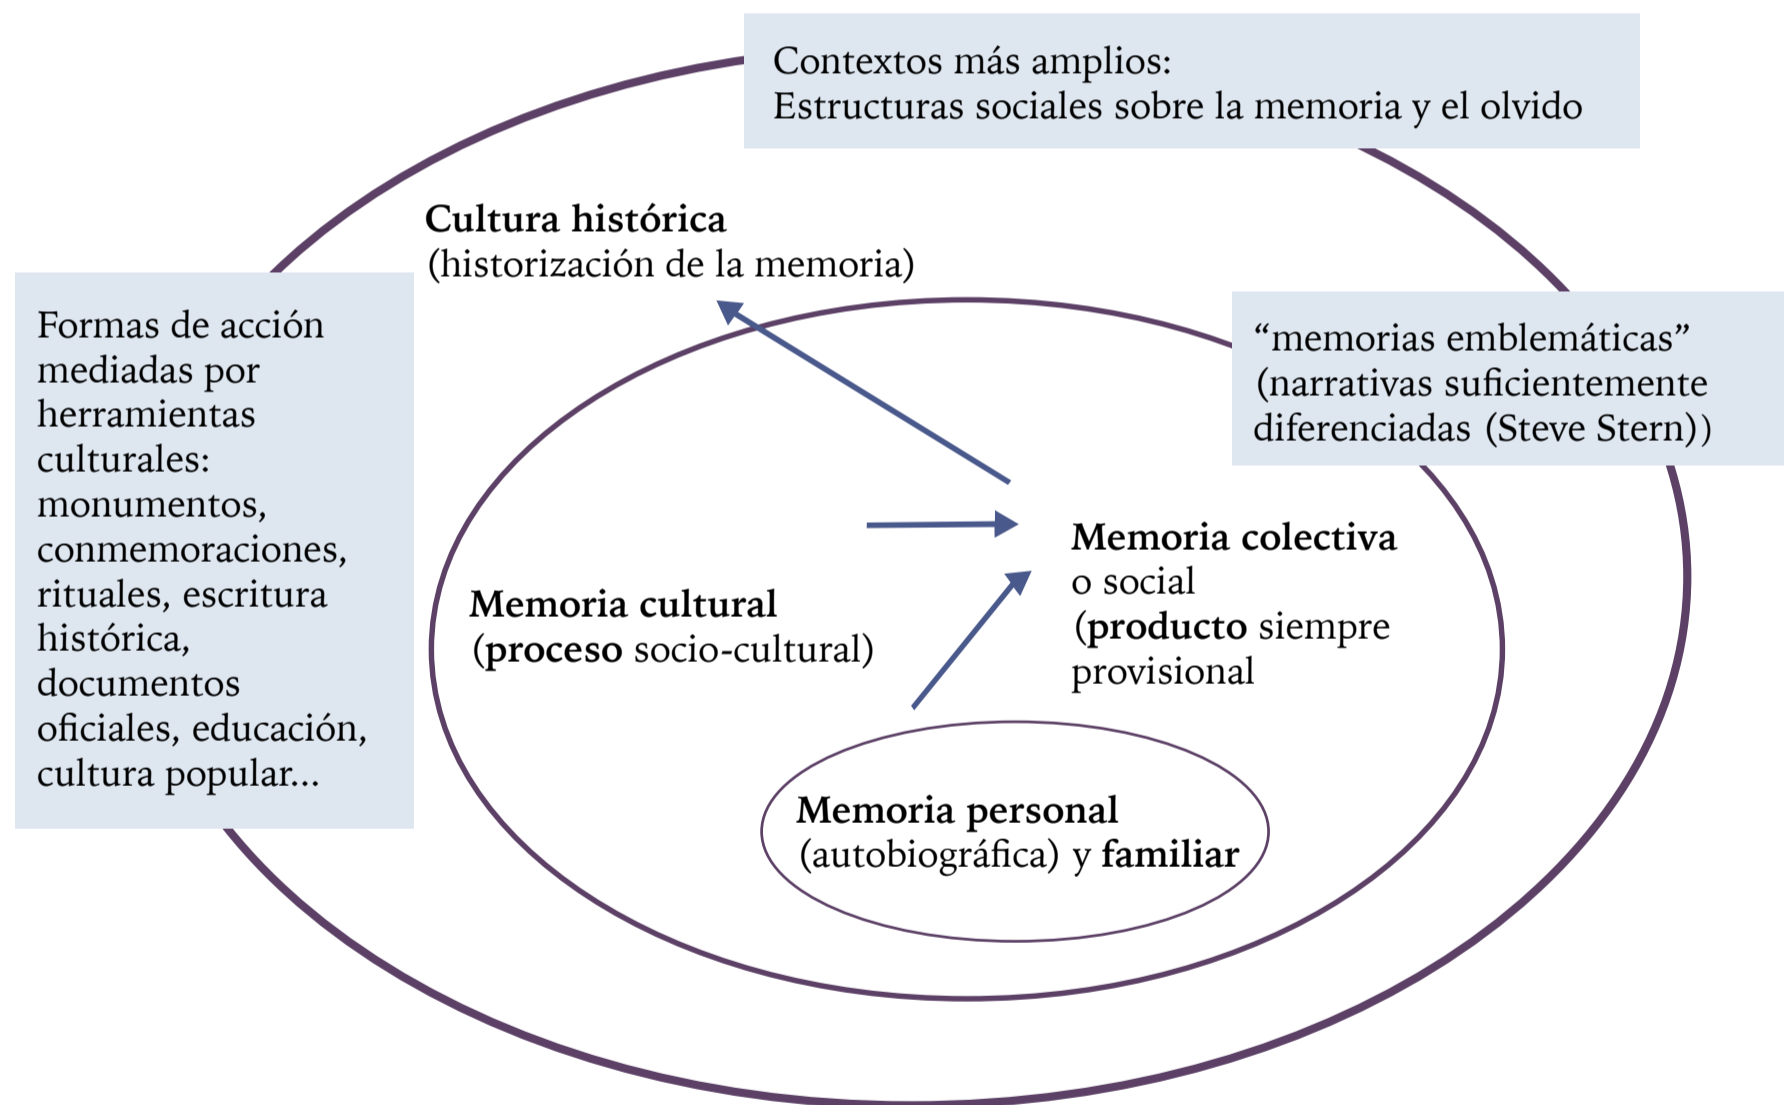 Contextos más amplios:
Estructuras sociales sobre la memoria y el olvido
Cultura histórica
(historización de la memoria)
Formas de acción
mediadas por
herramientas
culturales:
monumentos,
conmemoraciones,
rituales, escritura
histórica,
documentos
oficiales, educación,
cultura popular...
“memorias emblemáticas”
(narrativas suficientemente
diferenciadas (Steve Stern))
Memoria cultural
(proceso socio-cultural)
Memoria colectiva
o social
(producto siempre
provisional
Memoria personal
(autobiográfica) y familiar